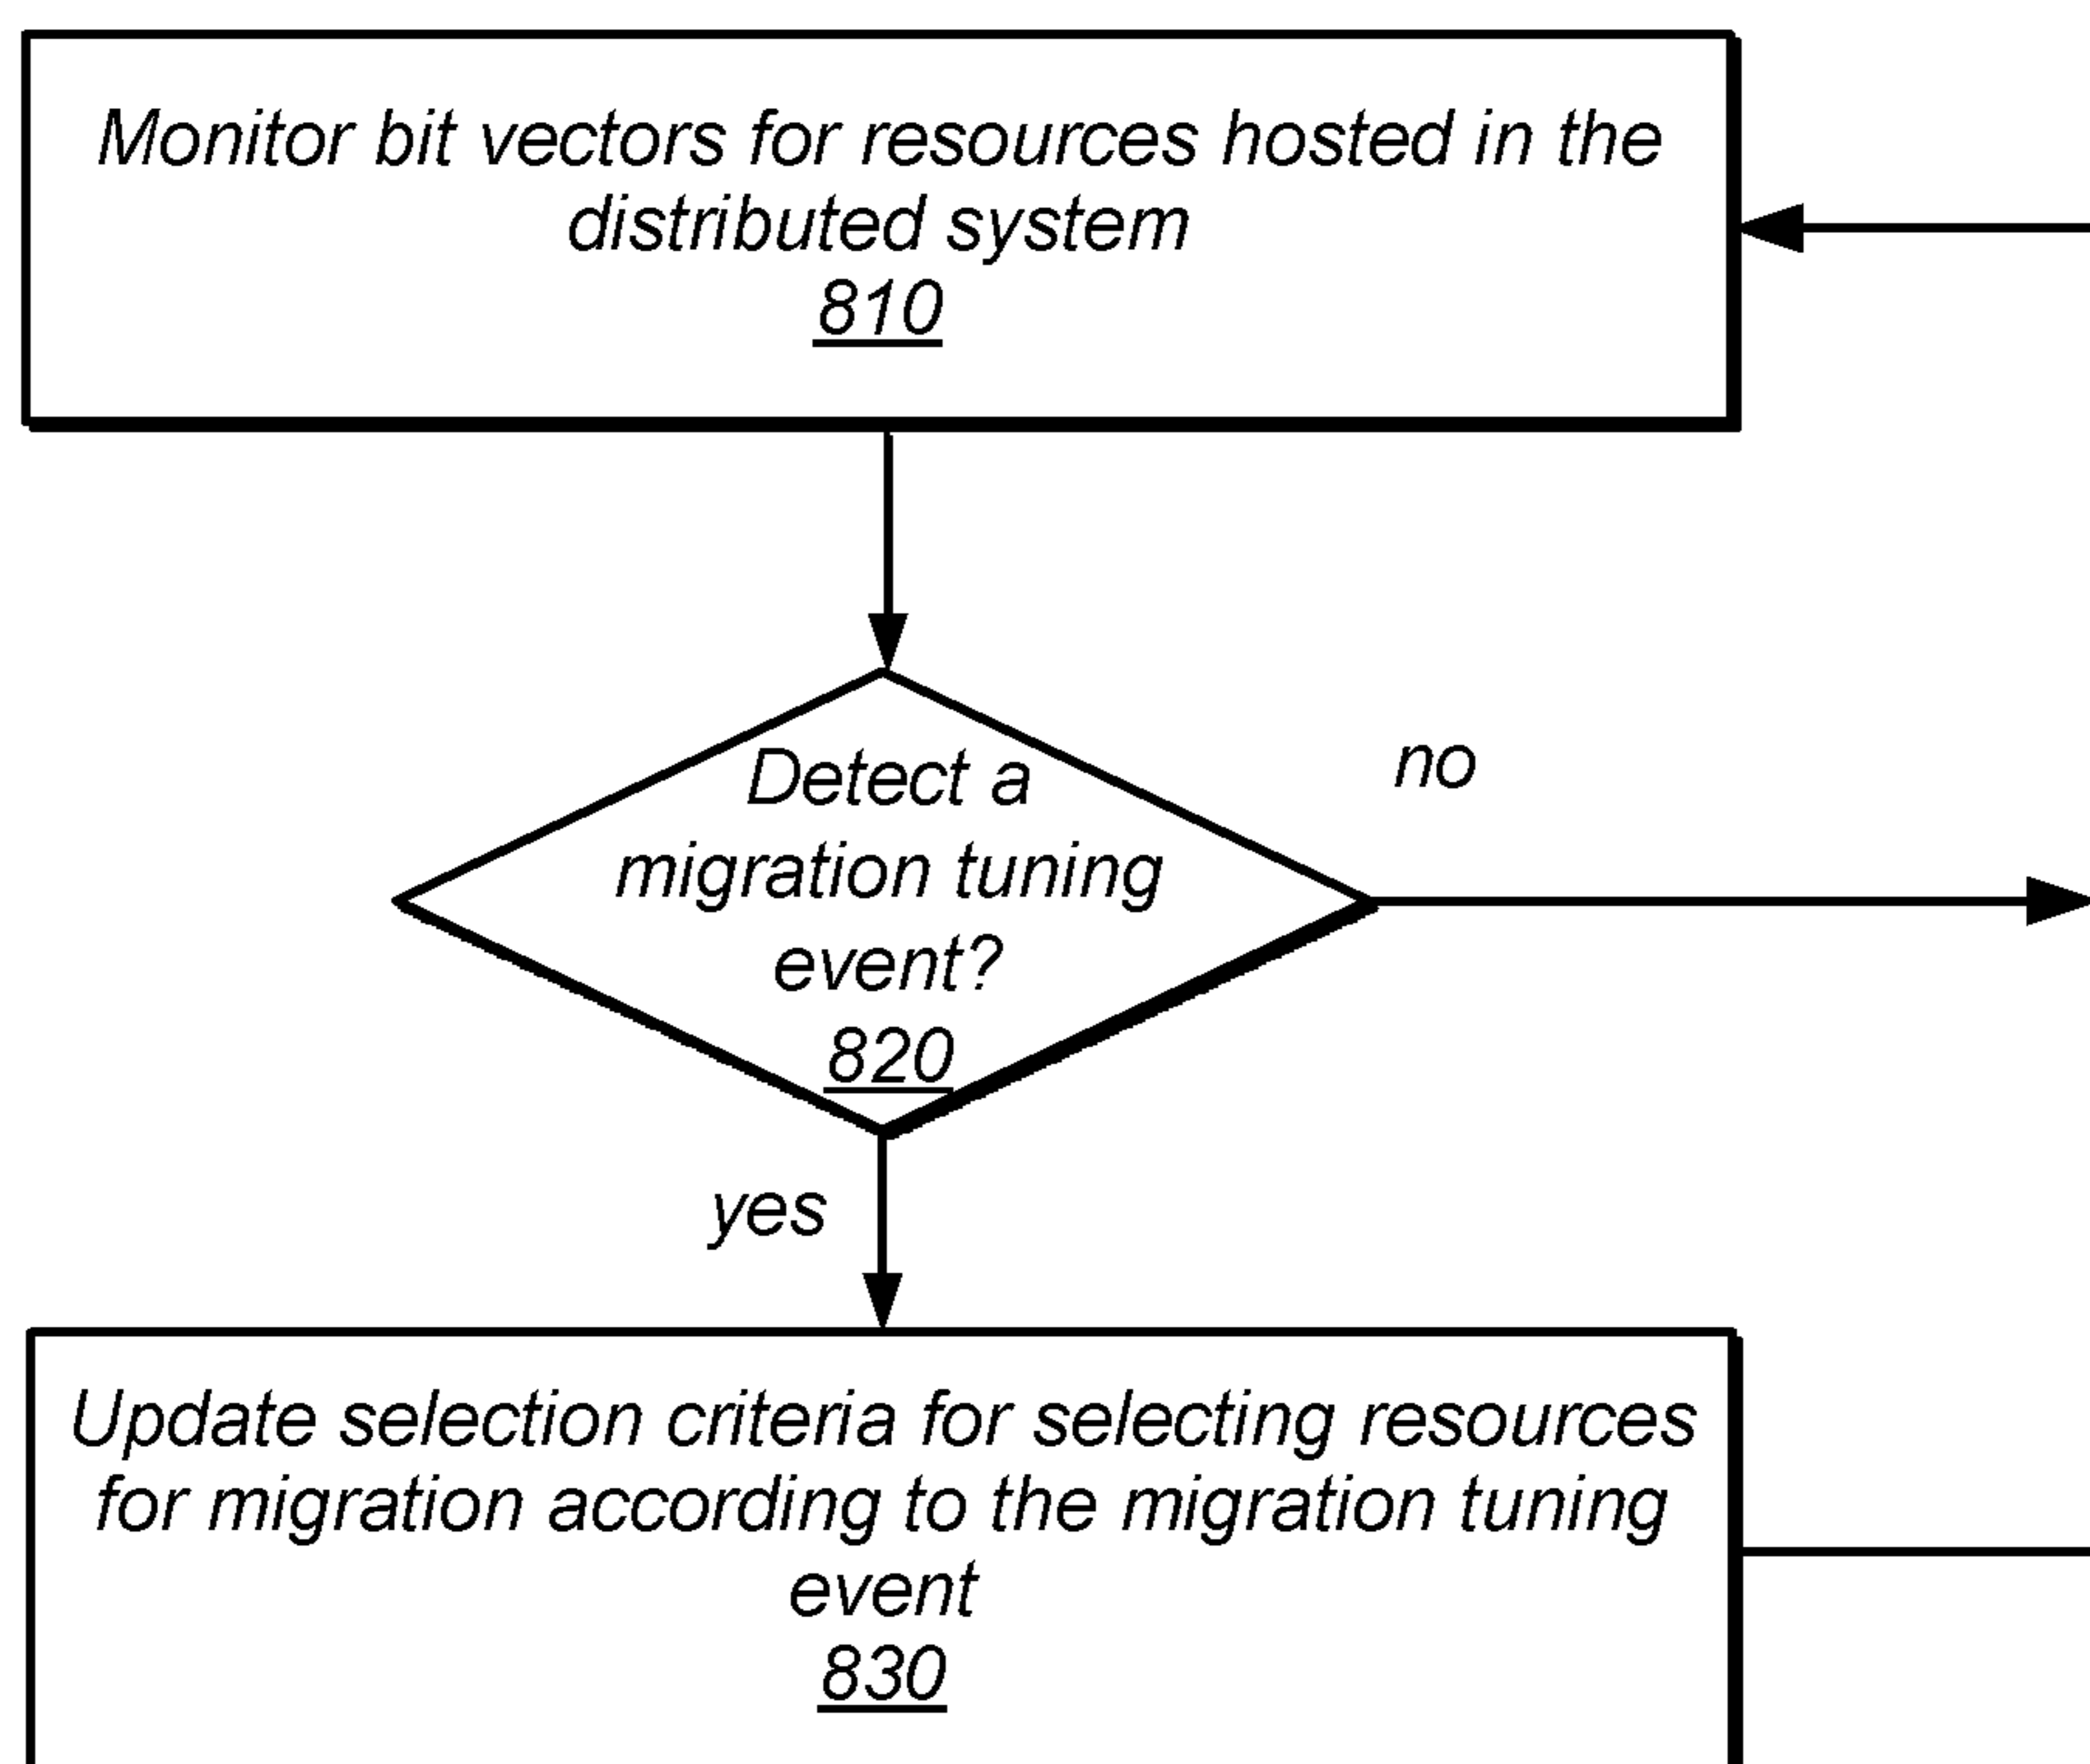 Monitor bit vectors for resources hosted in the
distributed system
810
Detect a
migration tuning
event?
820
no
yes
Update selection criteria for selecting resources
for migration according to the migration tuning
event
830